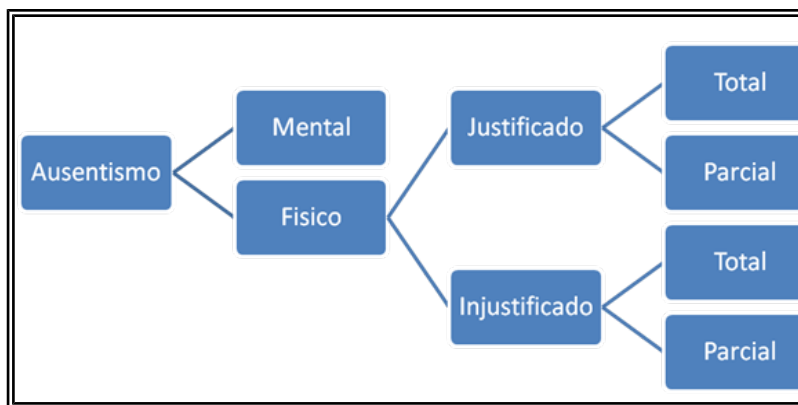 Ausentismo
Mental
Fisico
Justificado
Injustificado
Total
Parcial
Total
Parcial